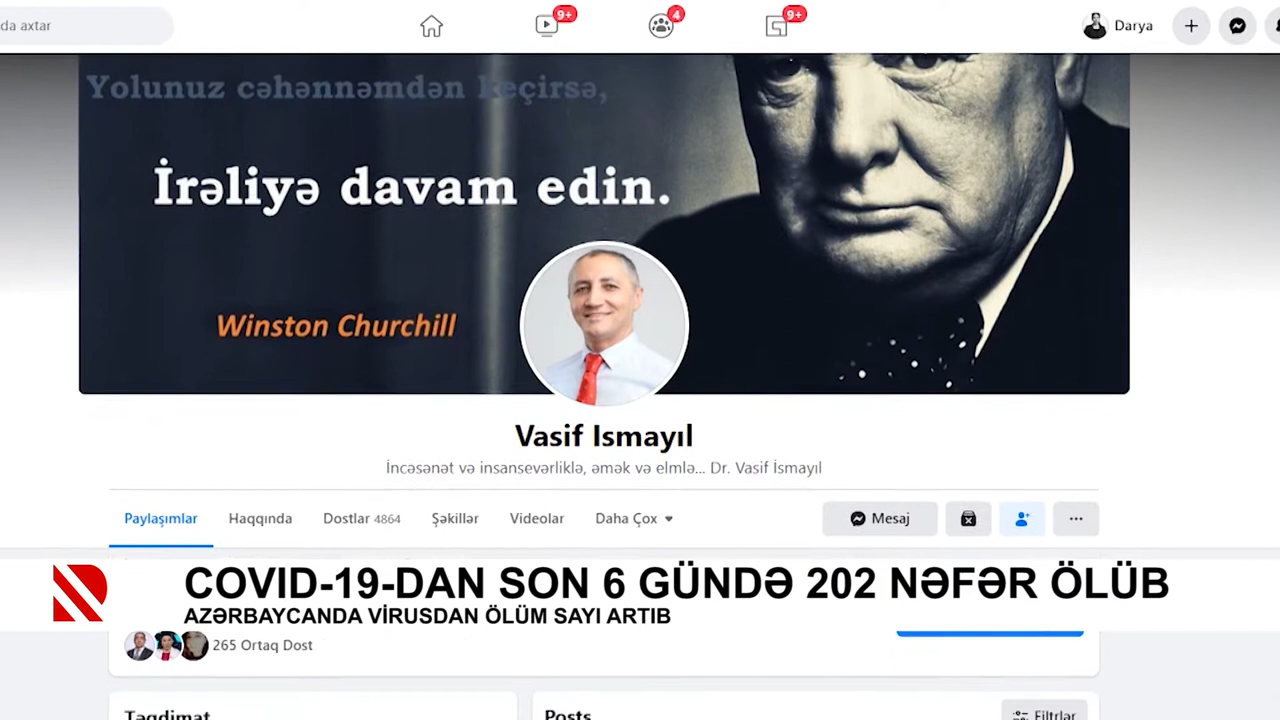 da axtar
9+
4
9+
Darya
Yolunuz cəhənnəmdən keçirsə,
İrəliyə davam edin.
Winston Churchill
Vasif Ismayıl
İncəsənət və insansevərliklə, əmək və elmlə... Dr. Vasif İsmayıl
Paylaşımlar Haqqında Dostlar 4864 Şəkillər Videolar Daha Çox Mesaj
COVID-19-DAN SON 6 GÜNDƏ 202 NƏFƏR ÖLÜB
AZƏRBAYCANDA VİRUSDAN ÖLÜM SAYI ARTIB
265 Ortaq Dost
Təqdimat
Posts
Filtrlər